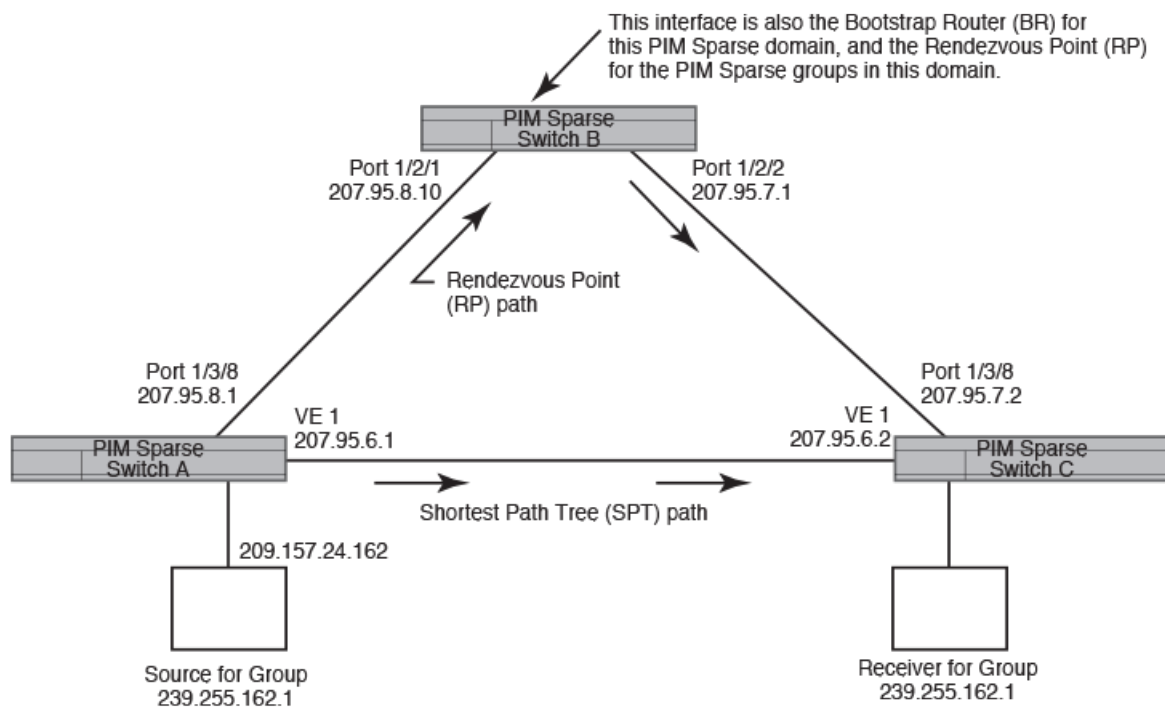 This interface is also the Bootstrap Router (BR) for
this PIM Sparse domain, and the Rendezvous Point (RP)
for the PIM Sparse groups in this domain.
PIM Sparse
Switch B
Port 1/2/1
207.95.8.10
Port 1/2/2
207.95.7.1
Rendezvous Point
(RP) path
Port 1/3/8
207.95.8.1
Port 1/3/8
207.95.7.2
VE 1
207.95.6.1
VE 1
207.95.6.2
PIM Sparse
Switch A
PIM Sparse
Switch C
Shortest Path Tree (SPT) path
209.157.24.162
Source for Group
239.255.162.1
Receiver for Group
239.255.162.1